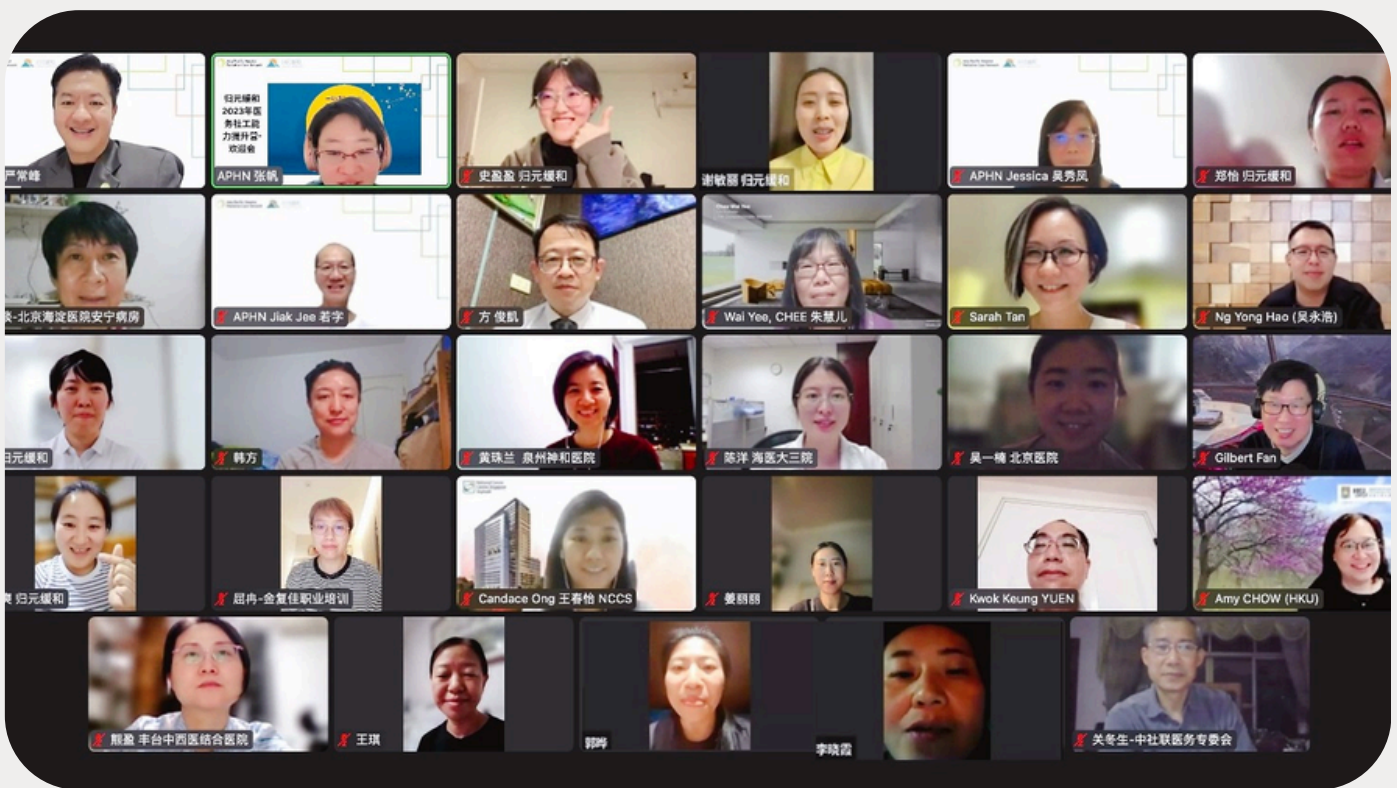 严常峰
归元缓和
2023年医
务社工能
力提升营-
欢迎会
APHN 张帆
史盈盈 归元缓和
谢敏丽 归元缓和
APHN Jessica 吴秀凤
郑怡 归元缓和
-北京海淀医院安宁病房
APHN Jiak Jee 若字
方 俊凱
Wai Yee, CHEE 朱慧儿
Sarah Tan
Ng Yong Hao (吴永浩)
归元缓和
韩方
黄珠兰 泉州神和医院
陈洋 海医大三院
吴一楠 北京医院
Gilbert Fan
归元缓和
屈冉-金复佳职业培训
Candace Ong 王春怡 NCCS
姜丽丽
Kwok Keung YUEN
HKU
Amy CHOW (HKU)
熊盈 丰台中西医结合医院
王琪
郭晔
李晓霞
关冬生-中社联医务专委会